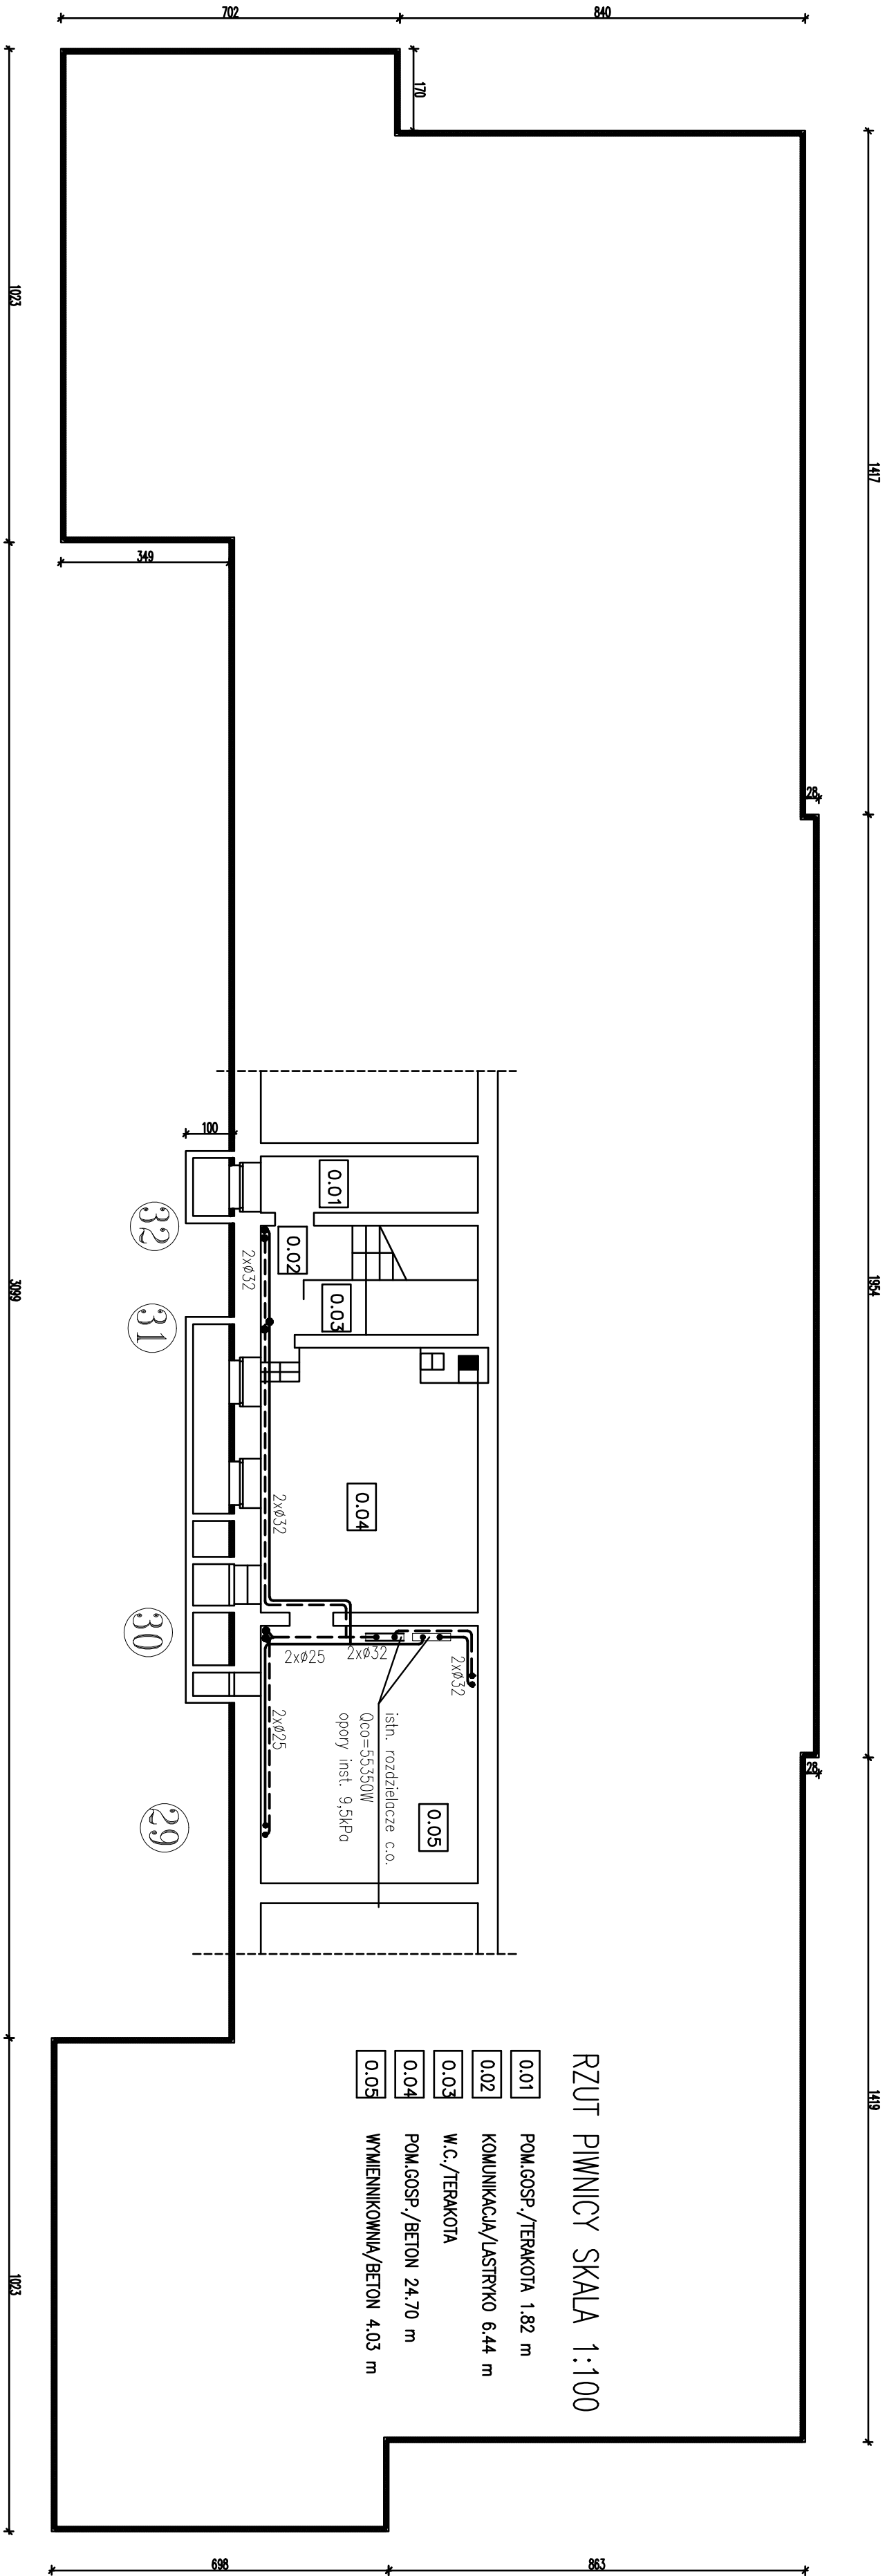 702
840
170
1023
1417
349
28
100
0.01
32
0.02
2xø32
1954
3099
0.03
31
0.04
2xø32
30
2xø25
2xø32
2xø32
2xø25
istn. rozdzielacze c.o.
Qco=55350W
opory inst. 9,5kPa
28
0.05
29
RZUT PIWNICY SKALA 1:100
0.01 POM.GOSP./TERAKOTA 1.82 m
0.02 KOMUNIKACJA/LASTRYKO 6.44 m
0.03 W.C./TERAKOTA
0.04 POM.GOSP./BETON 24.70 m
0.05 WYMIENNIKOWNIA/BETON 4.03 m
1419
1023
698
863